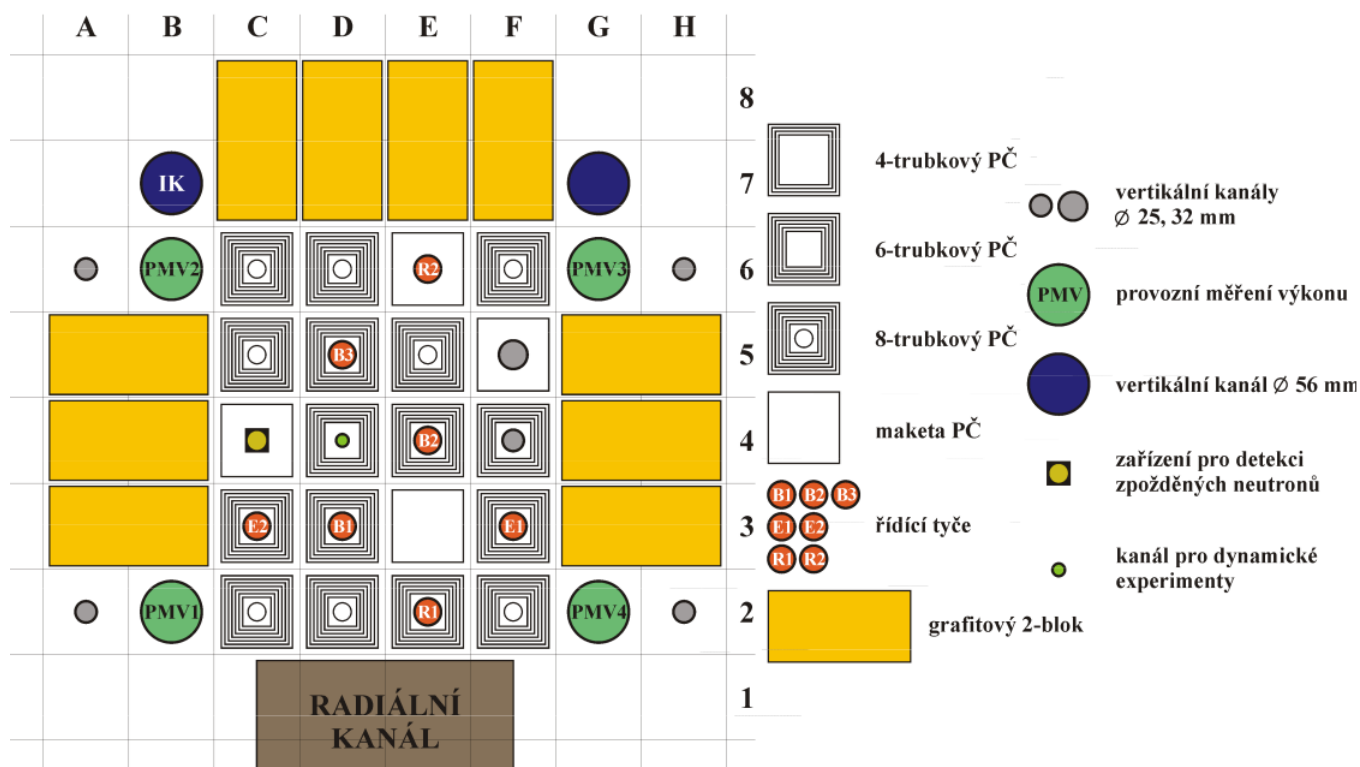 A B C D E F G H
8
IK
7
PMV2 R2 PMV3
6
B3
5
B2
4
E2 B1 E1
3
PMV1 R1 PMV4
2
RADIÁLNÍ
KANÁL
1
4-trubkový PČ
6-trubkový PČ
8-trubkový PČ
maketa PČ
B1 B2 B3
E1 E2
R1 R2
řídící tyče
grafitový 2-blok
vertikální kanály
Ø 25, 32 mm
PMV
provozní měření výkonu
vertikální kanál Ø 56 mm
zařízení pro detekci
zpožděných neutronů
kanál pro dynamické
experimenty